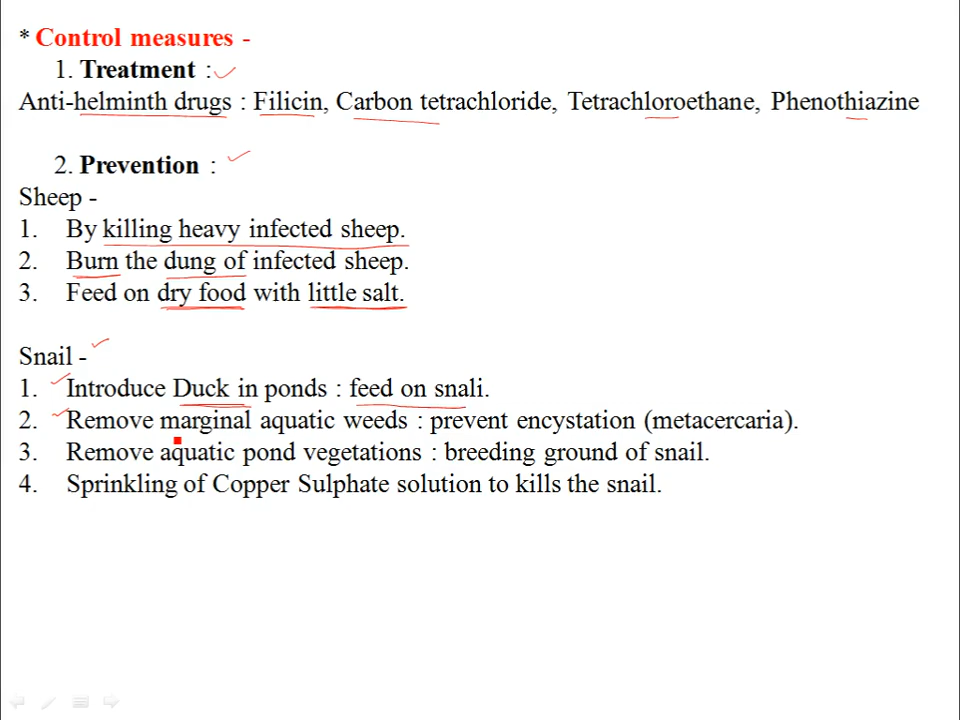 * Control measures -
1. Treatment :
Anti-helminth drugs : Filicin, Carbon tetrachloride, Tetrachloroethane, Phenothiazine
2. Prevention :
Sheep -
1. By killing heavy infected sheep.
2. Burn the dung of infected sheep.
3. Feed on dry food with little salt.
Snail -
1. Introduce Duck in ponds : feed on snali.
2. Remove marginal aquatic weeds : prevent encystation (metacercaria).
3. Remove aquatic pond vegetations : breeding ground of snail.
4. Sprinkling of Copper Sulphate solution to kills the snail.